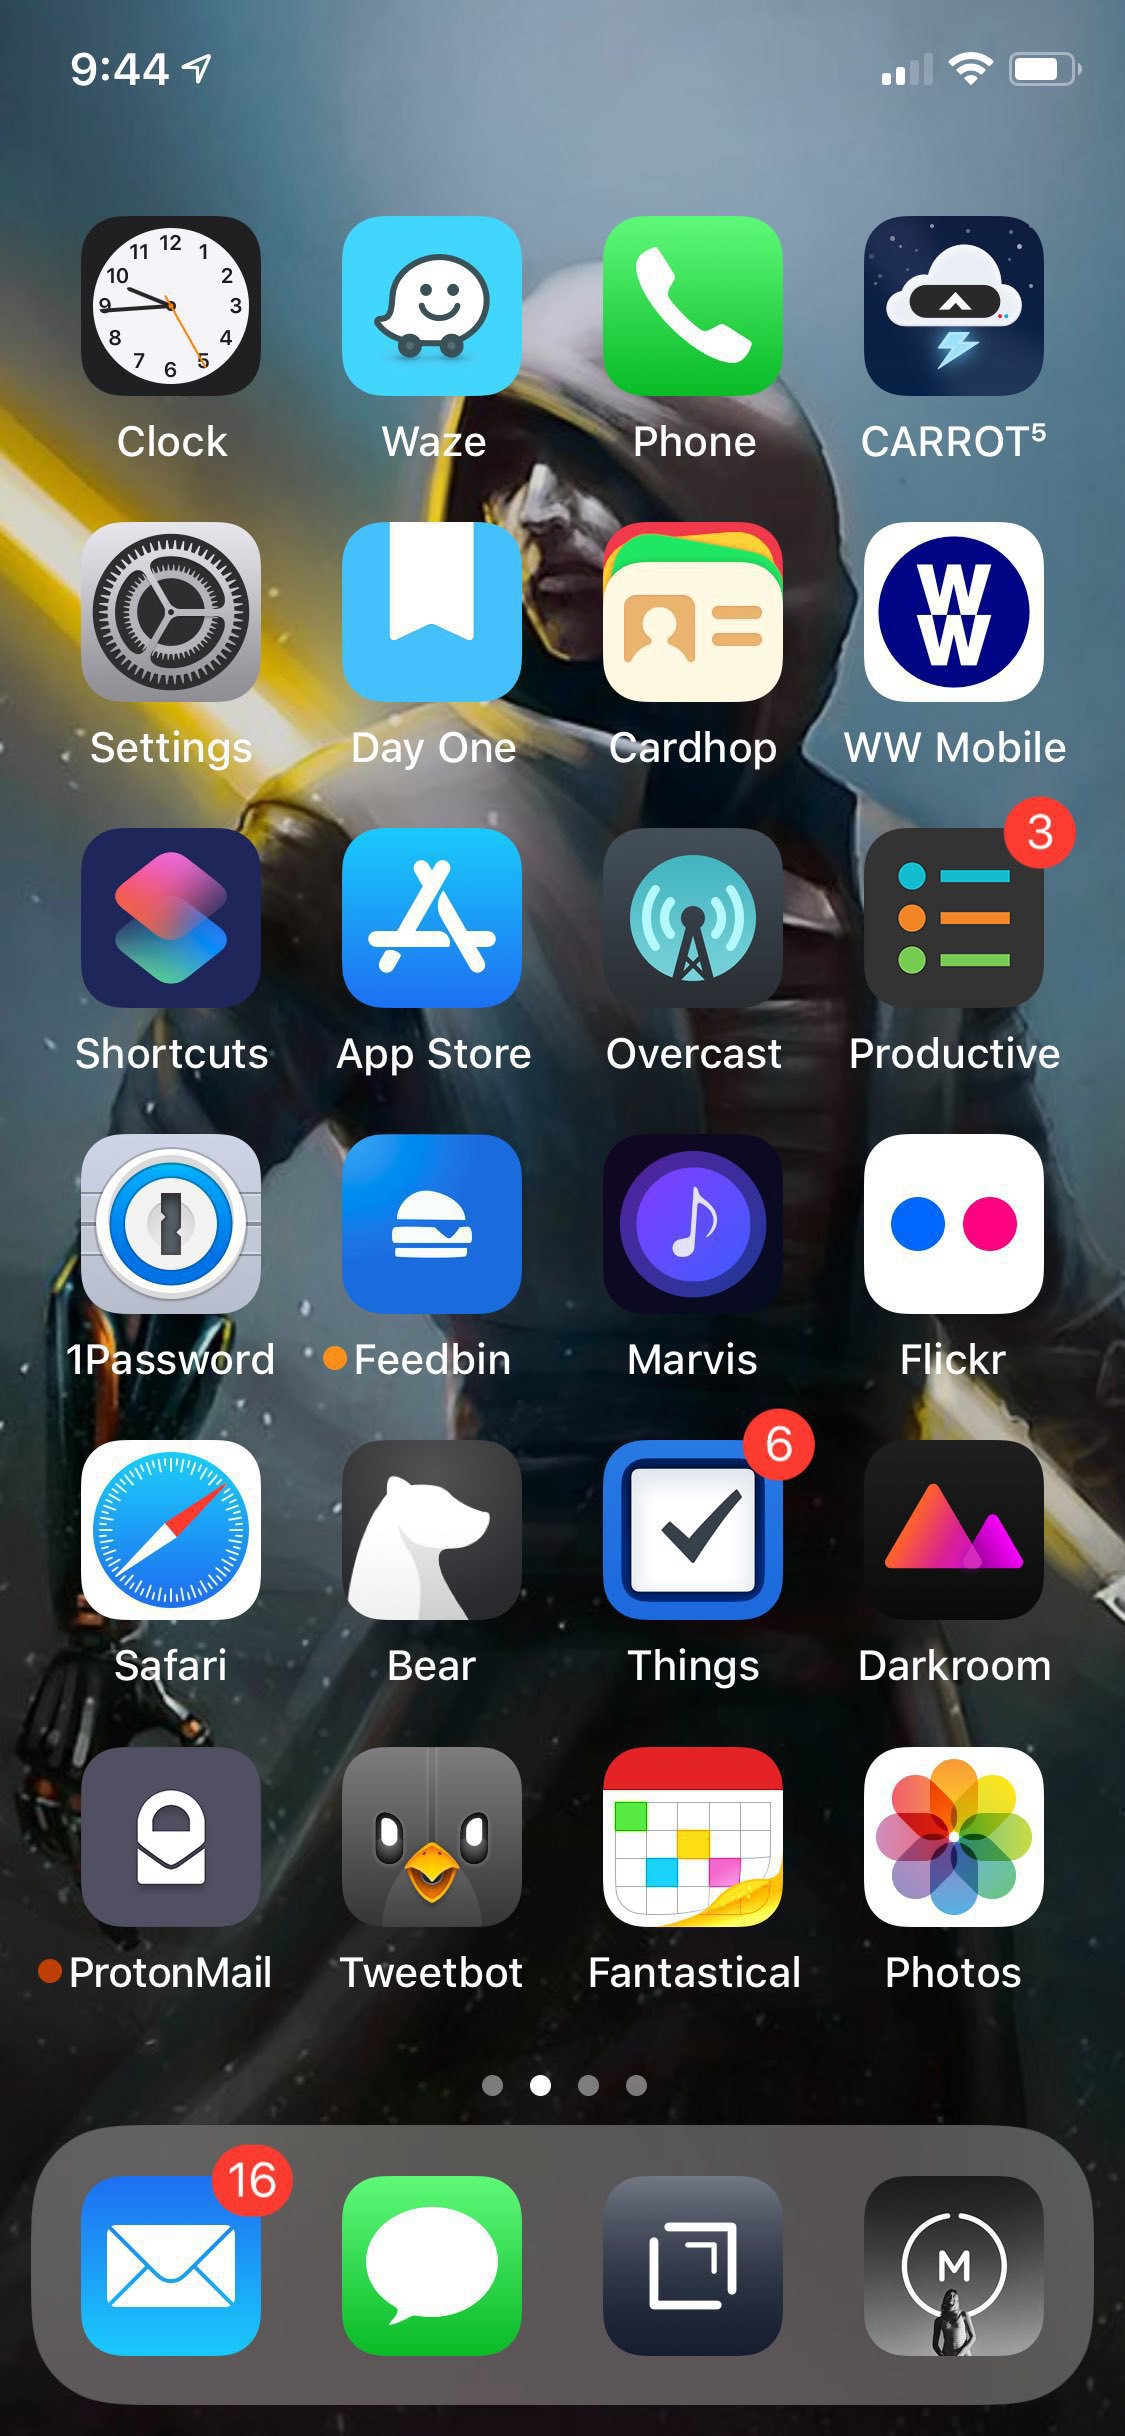 9:44
12
11 1
10 2
9 3
8 4
7 5
6
Clock Waze Phone CARROT⁵
W
W
Settings Day One Cardhop WW Mobile
3
Shortcuts App Store Overcast Productive
1Password Feedbin Marvis Flickr
6
Safari Bear Things Darkroom
ProtonMail Tweetbot Fantastical Photos
16
M